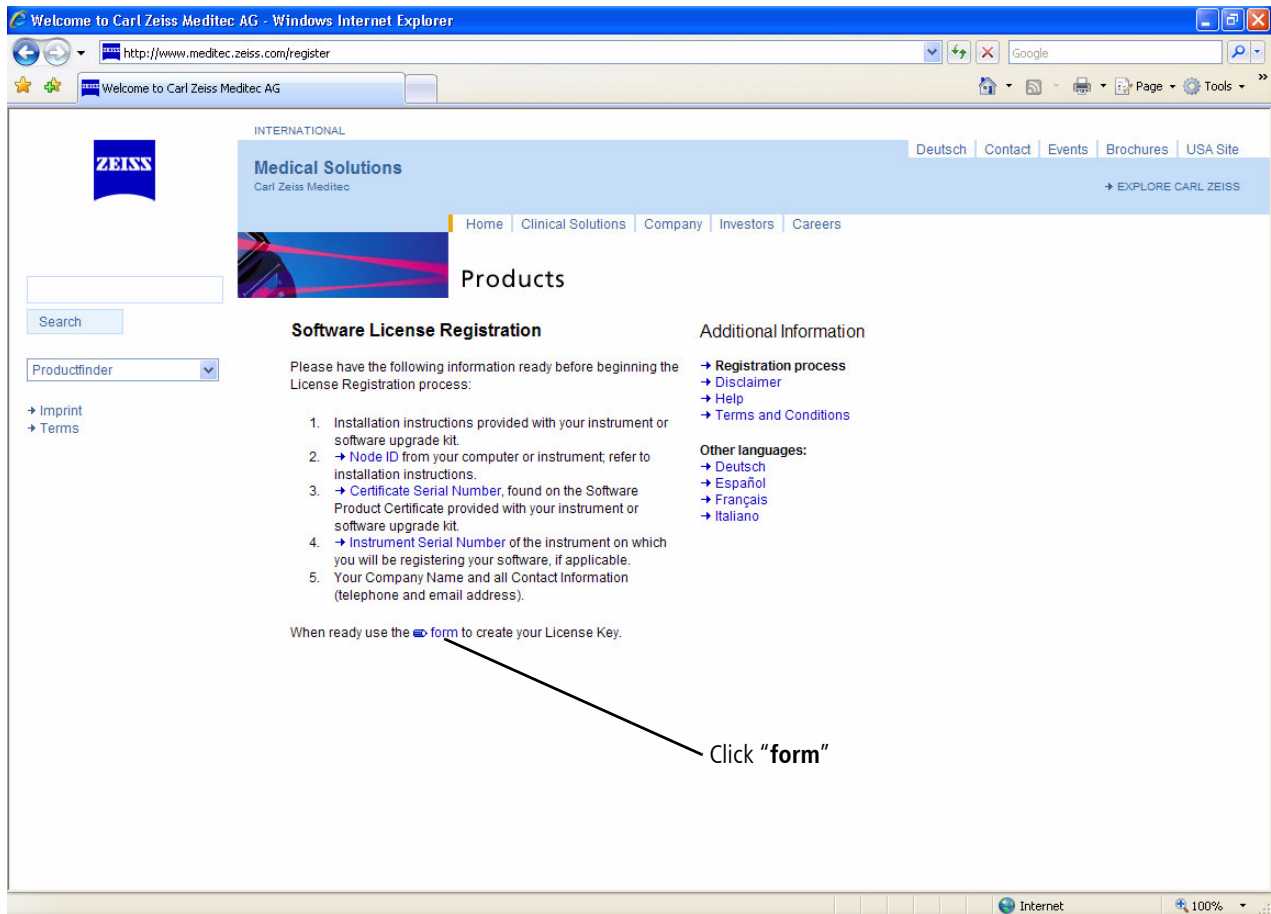 Welcome to Carl Zeiss Meditec AG - Windows Internet Explorer
http://www.meditec.zeiss.com/register
Google
Welcome to Carl Zeiss Meditec AG
Page
Tools
»
INTERNATIONAL
ZEISS
Medical Solutions
Carl Zeiss Meditec
Deutsch
Contact
Events
Brochures
USA Site
EXPLORE CARL ZEISS
Home
Clinical Solutions
Company
Investors
Careers
Products
Search
Productfinder
Imprint
Terms
Software License Registration
Please have the following information ready before beginning the
License Registration process:
1. Installation instructions provided with your instrument or
software upgrade kit.
2. Node ID from your computer or instrument; refer to
installation instructions.
3. Certificate Serial Number, found on the Software
Product Certificate provided with your instrument or
software upgrade kit.
4. Instrument Serial Number of the instrument on which
you will be registering your software, if applicable.
5. Your Company Name and all Contact Information
(telephone and email address).
When ready use the form to create your License Key.
Additional Information
Registration process
Disclaimer
Help
Terms and Conditions
Other languages:
Deutsch
Español
Français
Italiano
Click “form”
Internet
100%